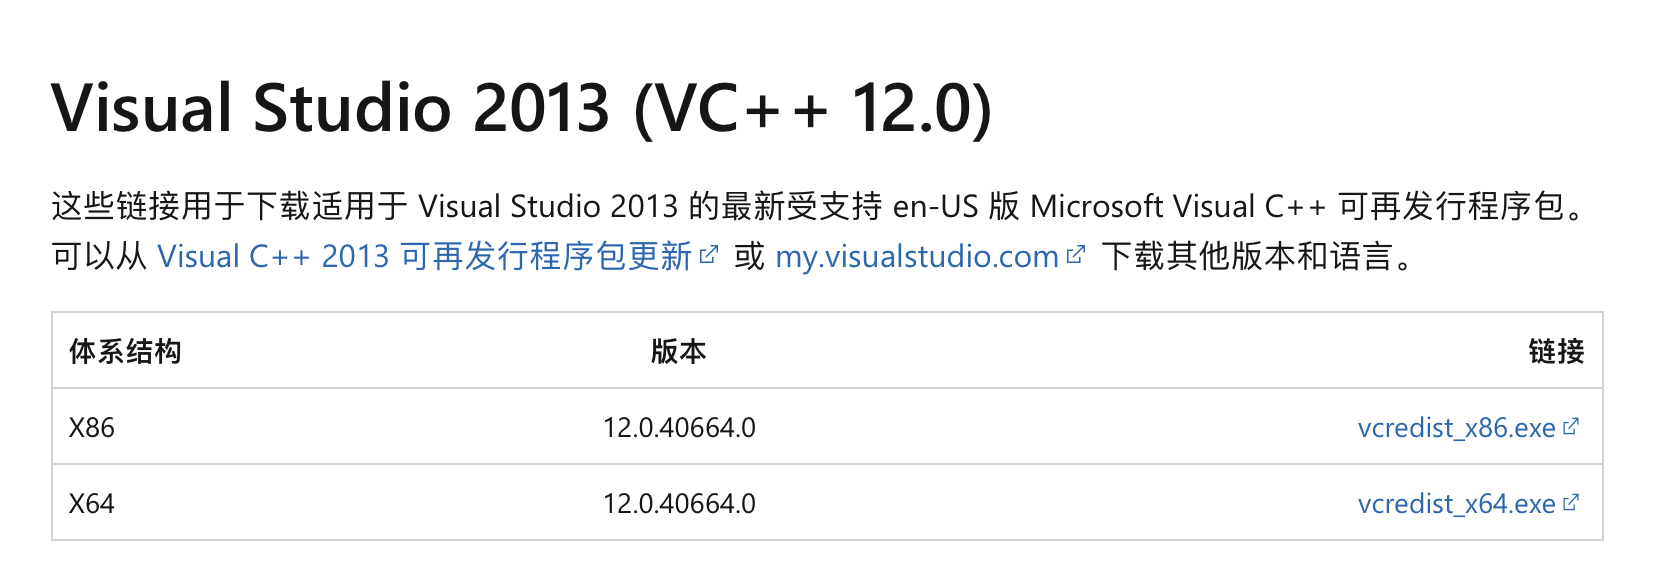 Visual Studio 2013 (VC++ 12.0)
这些链接用于下载适用于 Visual Studio 2013 的最新受支持 en-US 版 Microsoft Visual C++ 可再发行程序包。
可以从 Visual C++ 2013 可再发行程序包更新 或 my.visualstudio.com 下载其他版本和语言。
体系结构 版本 链接
X86 12.0.40664.0 vcredist_x86.exe
X64 12.0.40664.0 vcredist_x64.exe